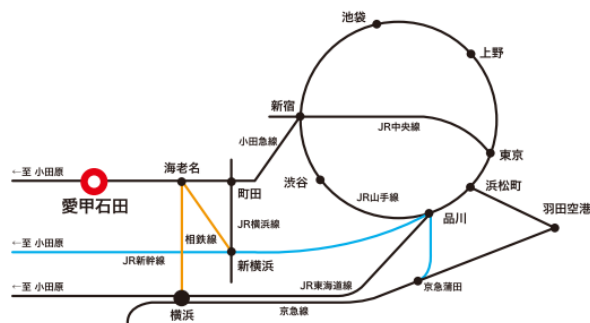 池袋
上野
新宿
JR中央線
小田急線
東京
←至 小田原
海老名
町田
渋谷
浜松町
愛甲石田
JR山手線
羽田空港
品川
JR横浜線
相鉄線
←至 小田原
JR新幹線
新横浜
JR東海道線
京急蒲田
←至 小田原
横浜
京急線